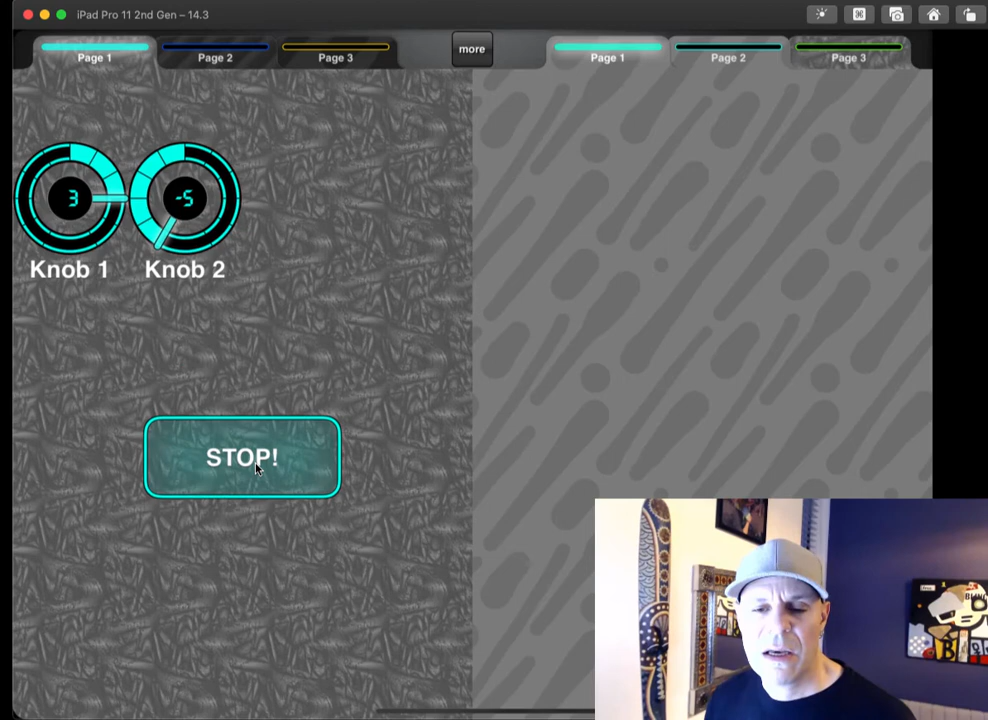 iPad Pro 11 2nd Gen – 14.3
Page 1
Page 2
Page 3
more
Page 1
Page 2
Page 3
3
-5
Knob 1
Knob 2
STOP!